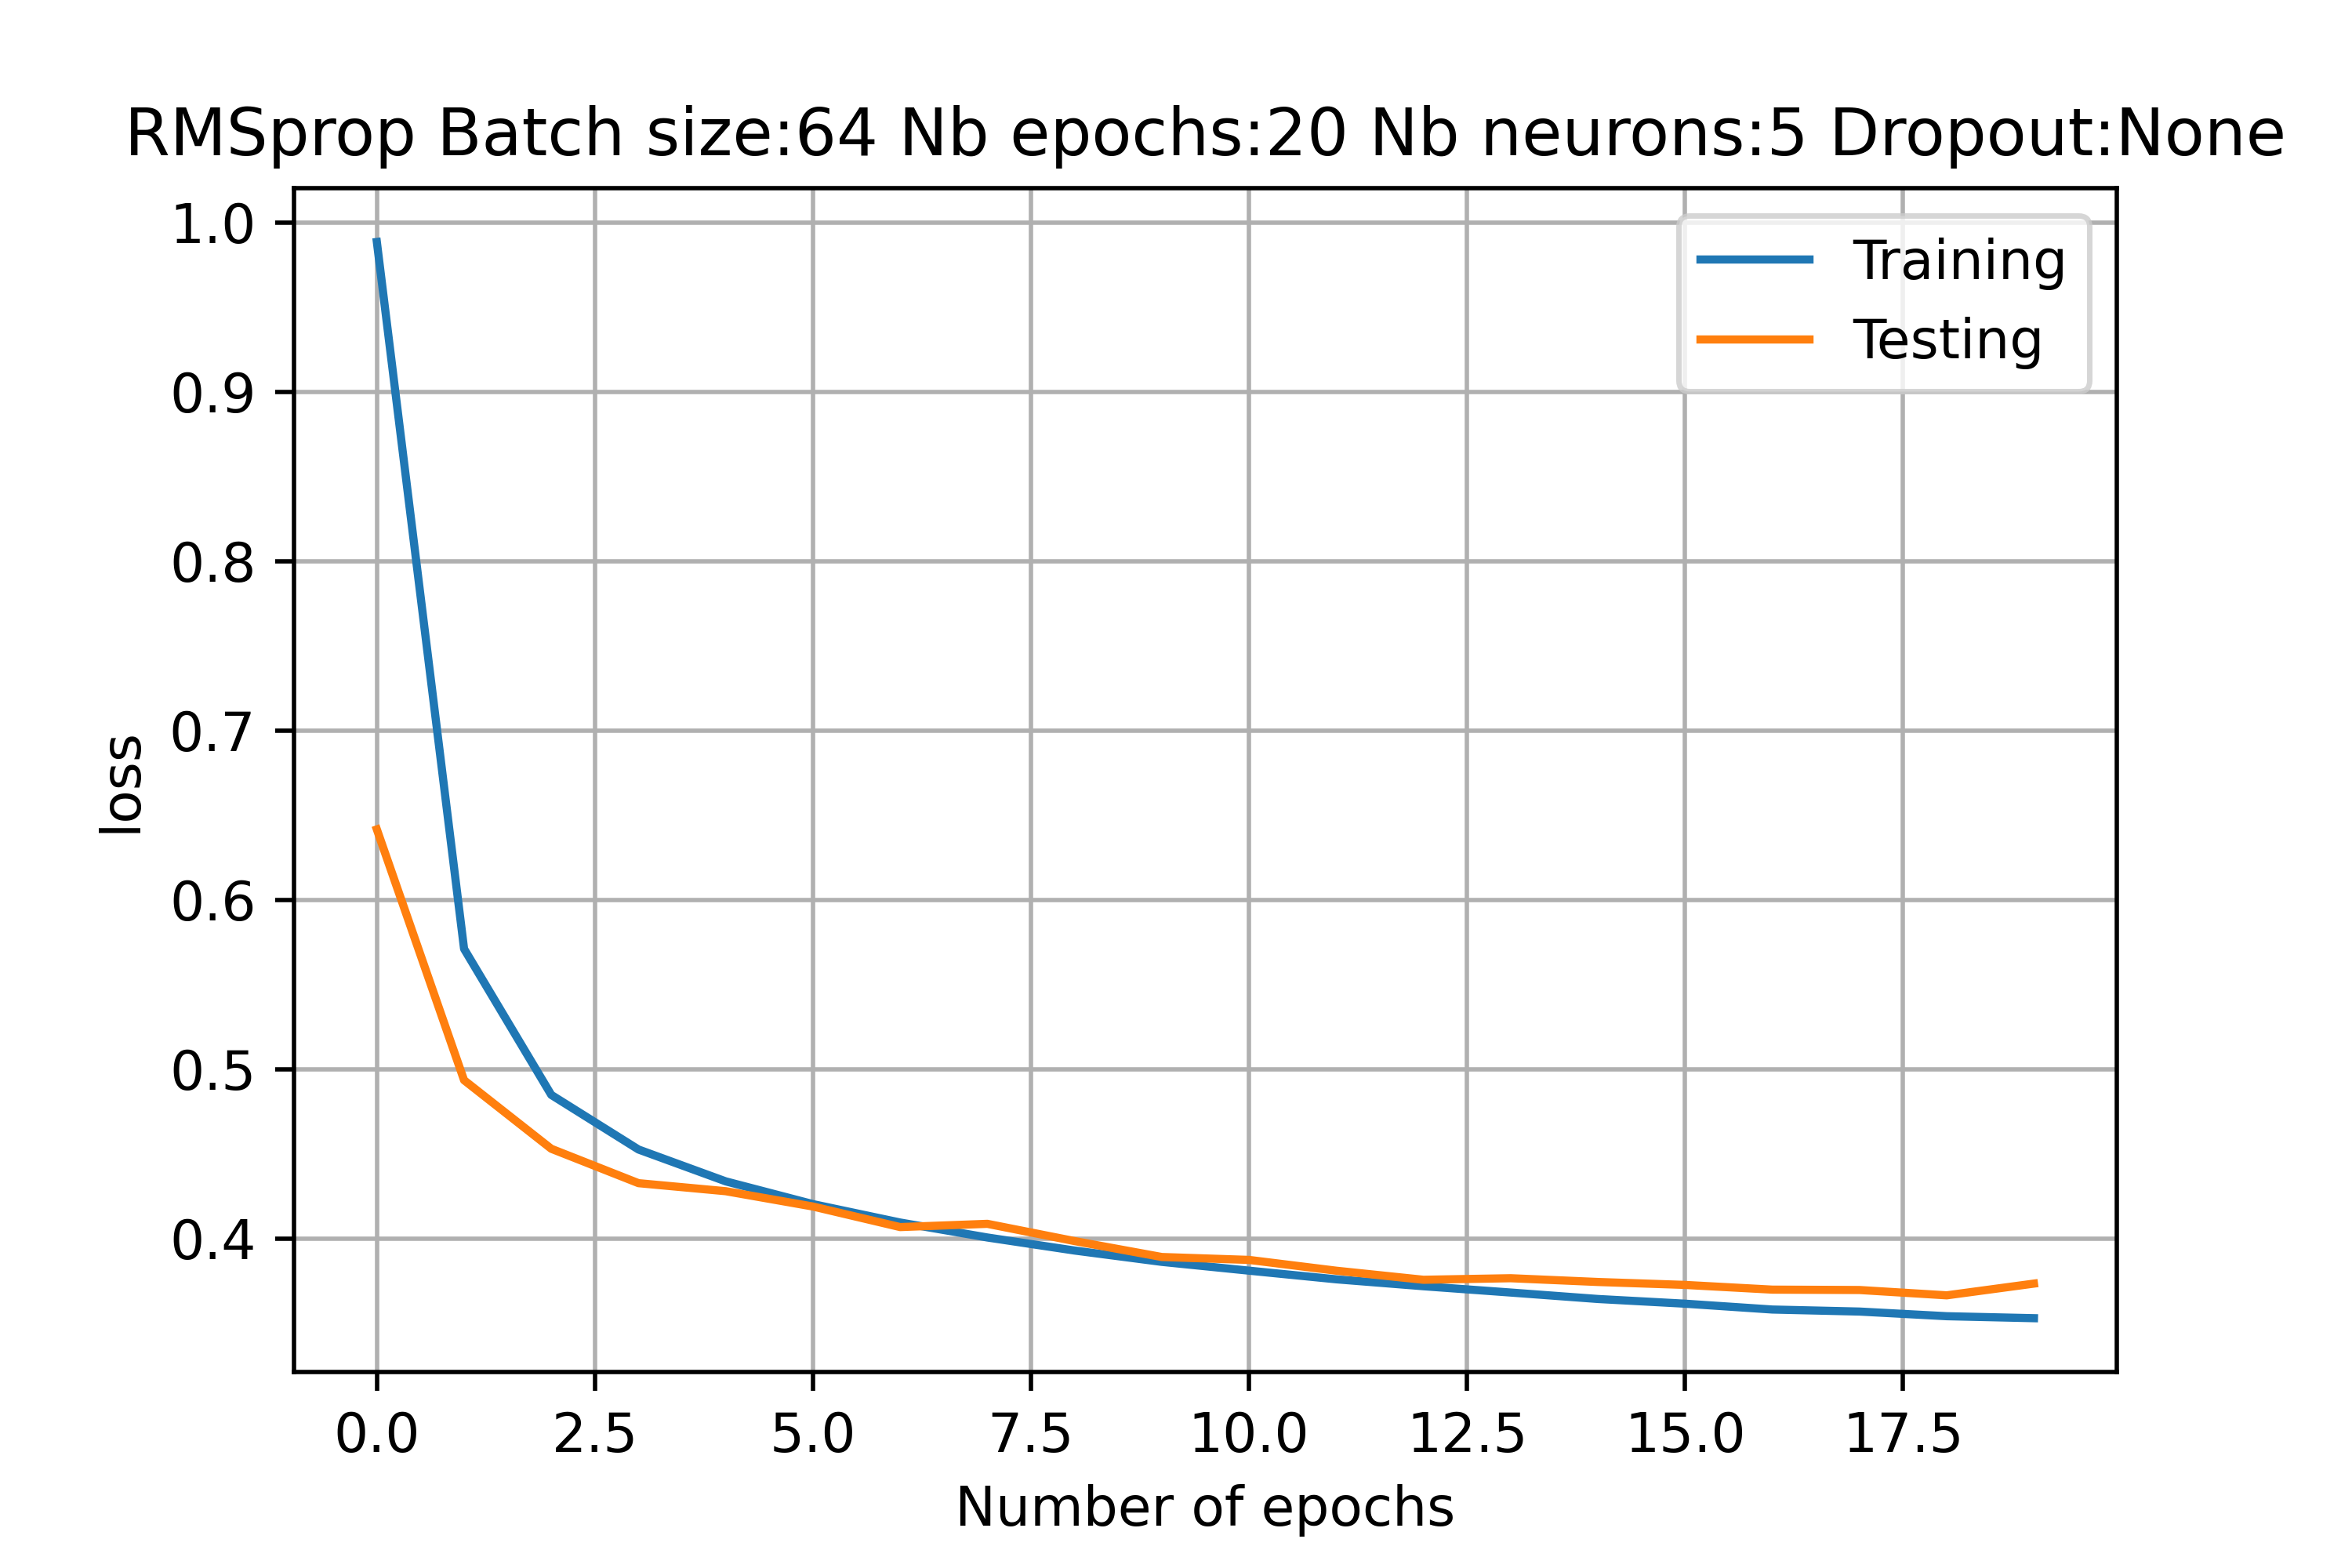 RMSprop Batch size:64 Nb epochs:20 Nb neurons:5 Dropout:None
1.0
0.9
0.8
0.7
0.6
0.5
0.4
loss
Training
Testing
0.0 2.5 5.0 7.5 10.0 12.5 15.0 17.5
Number of epochs